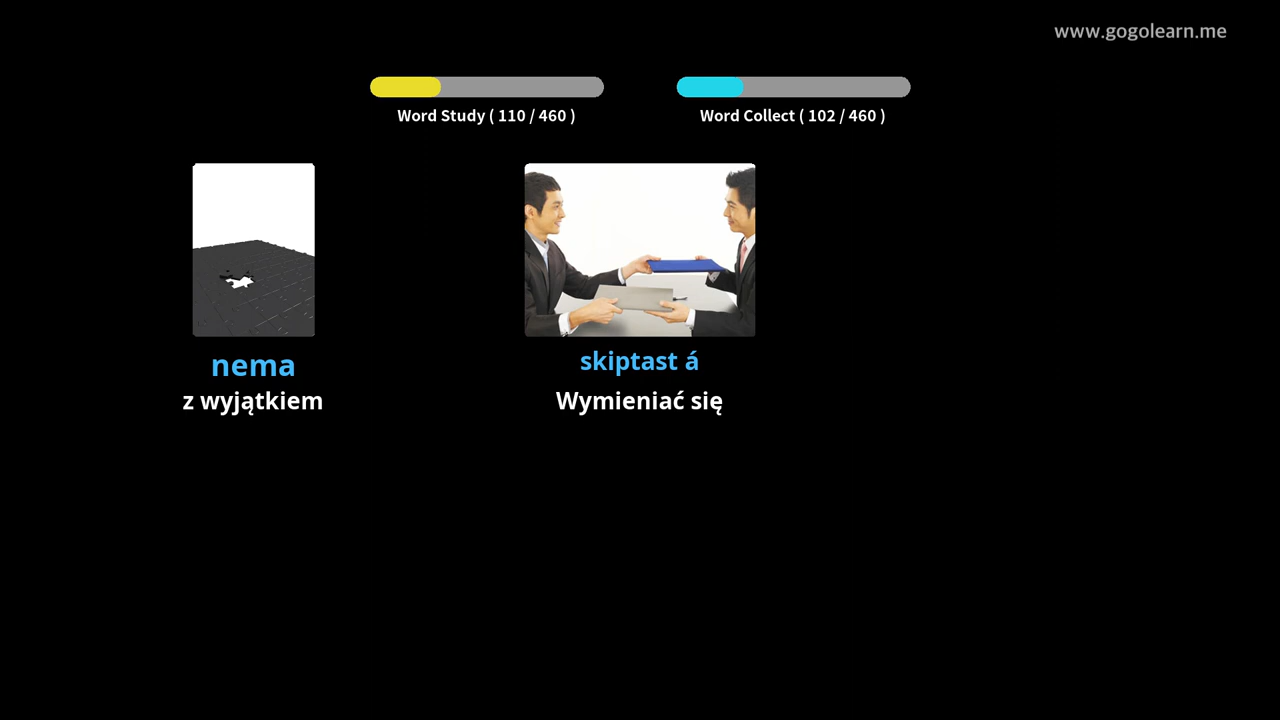 www.gogolearn.me
Word Study ( 110 / 460 )
Word Collect ( 102 / 460 )
nema
z wyjątkiem
skiptast á
Wymieniać się